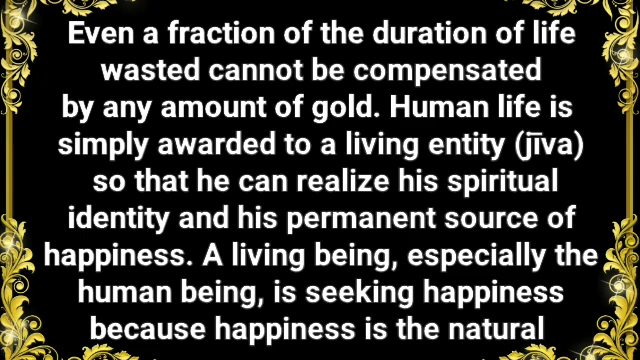 Even a fraction of the duration of life
wasted cannot be compensated
by any amount of gold. Human life is
simply awarded to a living entity (jīva)
so that he can realize his spiritual
identity and his permanent source of
happiness. A living being, especially the
human being, is seeking happiness
because happiness is the natural